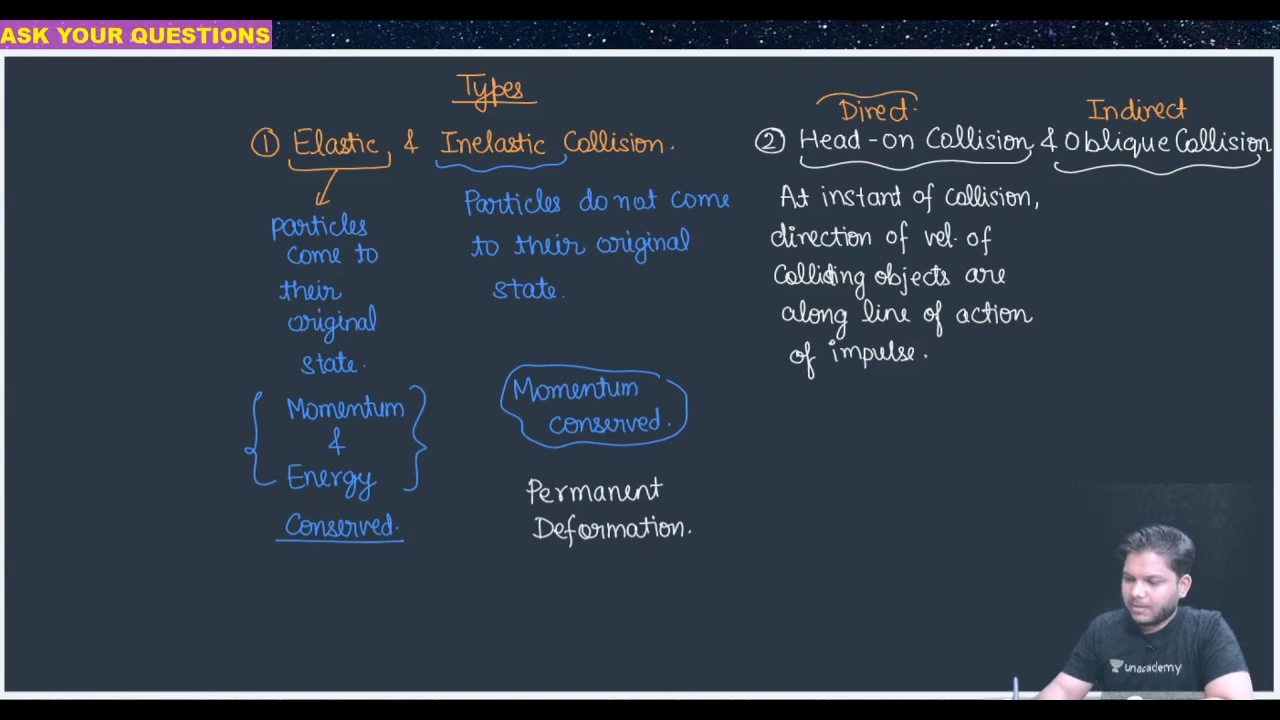 ASK YOUR QUESTIONS
Types
① Elastic & Inelastic Collision.
particles
come to
their
original
state.
Momentum
&
Energy
Conserved.
Particles do not come
to their original
state.
Momentum
conserved.
Permanent
Deformation.
Direct
Indirect
② Head-on Collision & Oblique Collision
At instant of collision,
direction of vel. of
Colliding objects are
along line of action
of impulse.
unacademy